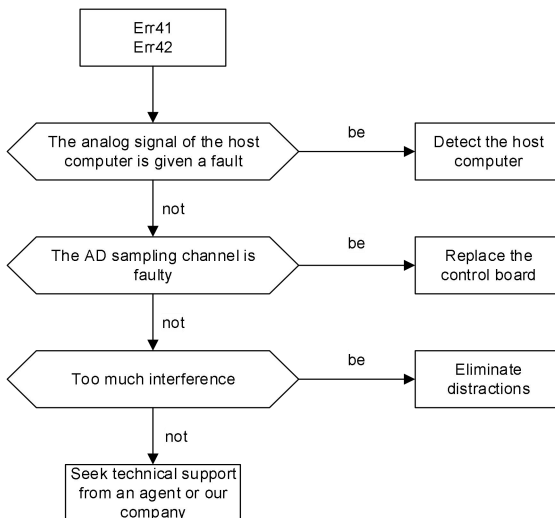 Err41
Err42
The analog signal of the host
computer is given a fault
be
Detect the host
computer
not
The AD sampling channel is
faulty
be
Replace the
control board
not
Too much interference
be
Eliminate
distractions
not
Seek technical support
from an agent or our
company